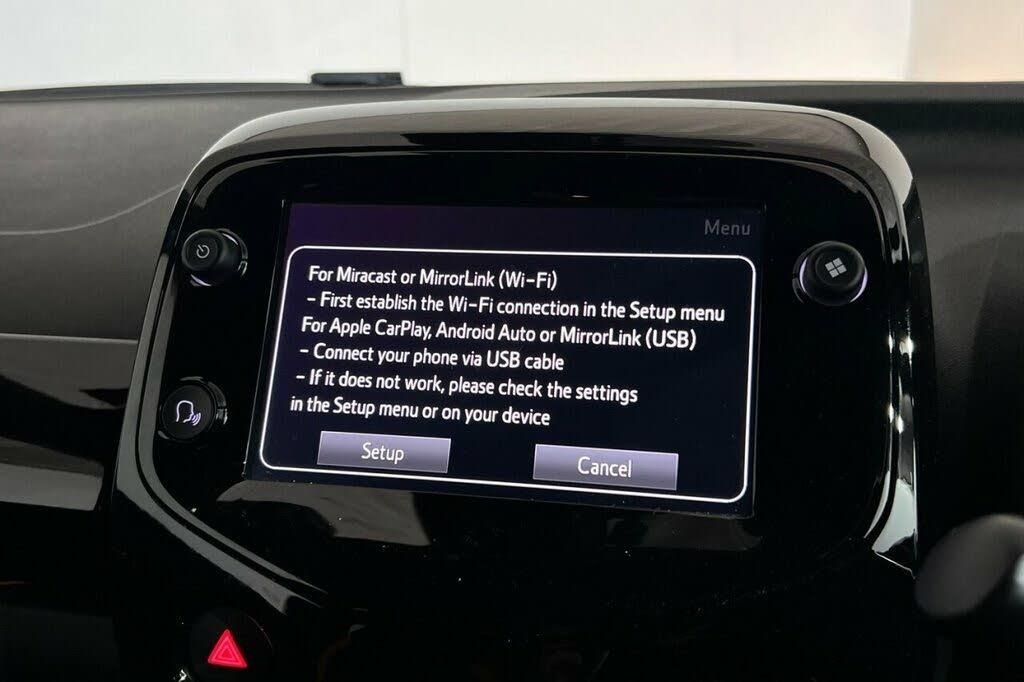 Menu
For Miracast or MirrorLink (Wi-Fi)
- First establish the Wi-Fi connection in the Setup menu
For Apple CarPlay, Android Auto or MirrorLink (USB)
- Connect your phone via USB cable
- If it does not work, please check the settings
in the Setup menu or on your device
Setup
Cancel